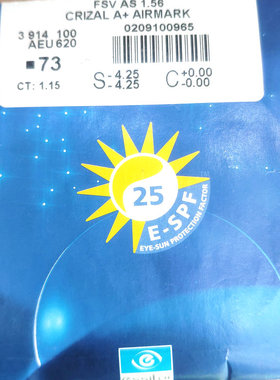 FSV AS 1.56
CRIZAL A+ AIRMARK
3 914 100
0209100965
AEU 620
■73
CT: 1.15
S -4.25
-4.25
C +0.00
-0.00
25
E-SPF™
EYE-SUN PROTECTION FACTOR